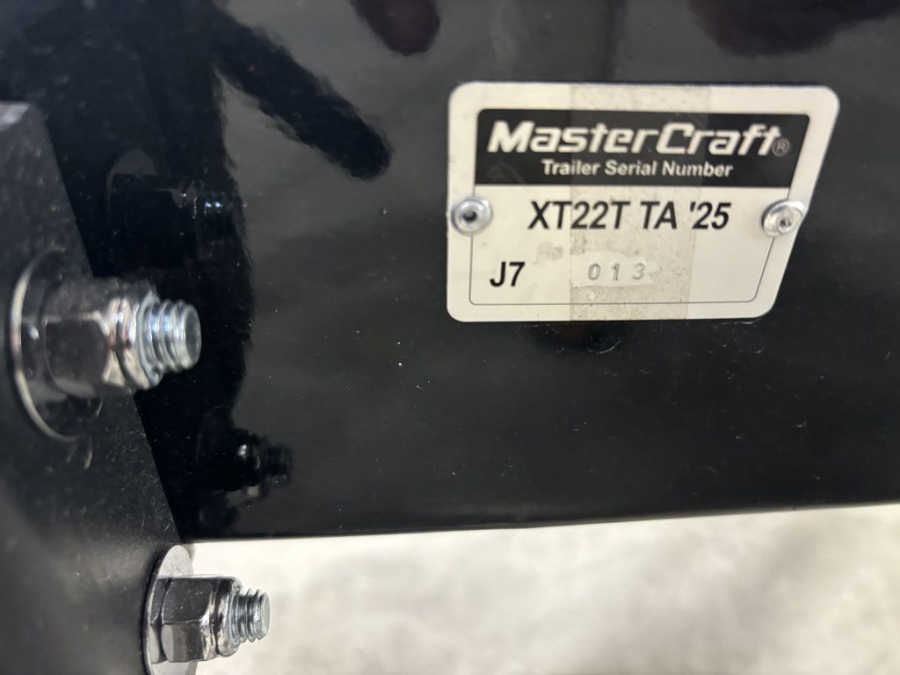 MasterCraft®
Trailer Serial Number
XT22T TA '25
J7 013